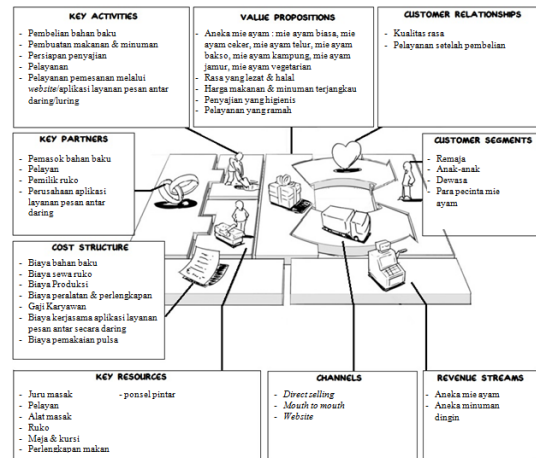 KEY ACTIVITIES
- Pembelian bahan baku
- Pembuatan makanan & minuman
- Persiapan penyajian
- Pelayanan
- Pelayanan pemesanan melalui
website/aplikasi layanan pesan antar
daring/luring
VALUE PROPOSITIONS
- Aneka mie ayam : mie ayam biasa, mie
ayam ceker, mie ayam telur, mie ayam
bakso, mie ayam kampung, mie ayam
jamur, mie ayam vegetarian
- Rasa yang lezat & halal
- Harga makanan & minuman terjangkau
- Penyajian yang higienis
- Pelayanan yang ramah
CUSTOMER RELATIONSHIPS
- Kualitas rasa
- Pelayanan setelah pembelian
KEY PARTNERS
- Pemasok bahan baku
- Pelayan
- Pemilik ruko
- Perusahaan aplikasi
layanan pesan antar
daring
CUSTOMER SEGMENTS
- Remaja
- Anak-anak
- Dewasa
- Para pecinta mie
ayam
COST STRUCTURE
- Biaya bahan baku
- Biaya sewa ruko
- Biaya Produksi
- Biaya peralatan & perlengkapan
- Gaji Karyawan
- Biaya kerjasama aplikasi layanan
pesan antar secara daring
- Biaya pemakaian pulsa
KEY RESOURCES
- Juru masak - ponsel pintar
- Pelayan
- Alat masak
- Ruko
- Meja & kursi
- Perlengkapan makan
CHANNELS
- Direct selling
- Mouth to mouth
- Website
REVENUE STREAMS
- Aneka mie ayam
- Aneka minuman
dingin